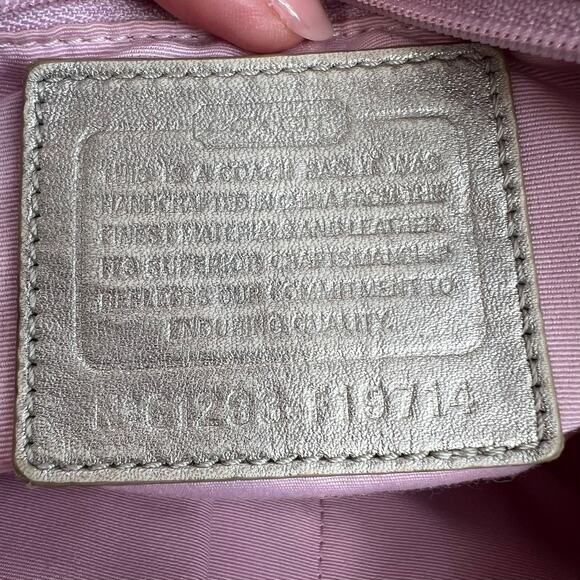 COACH
THIS IS A COACH BAG. IT WAS
HANDCRAFTED IN CHINA FROM THE
FINEST MATERIALS AND LEATHER
ITS SUPERIOR CRAFTSMANSHIP
REFLECTS OUR COMMITMENT TO
ENDURING QUALITY.
Nº C1203-F19714